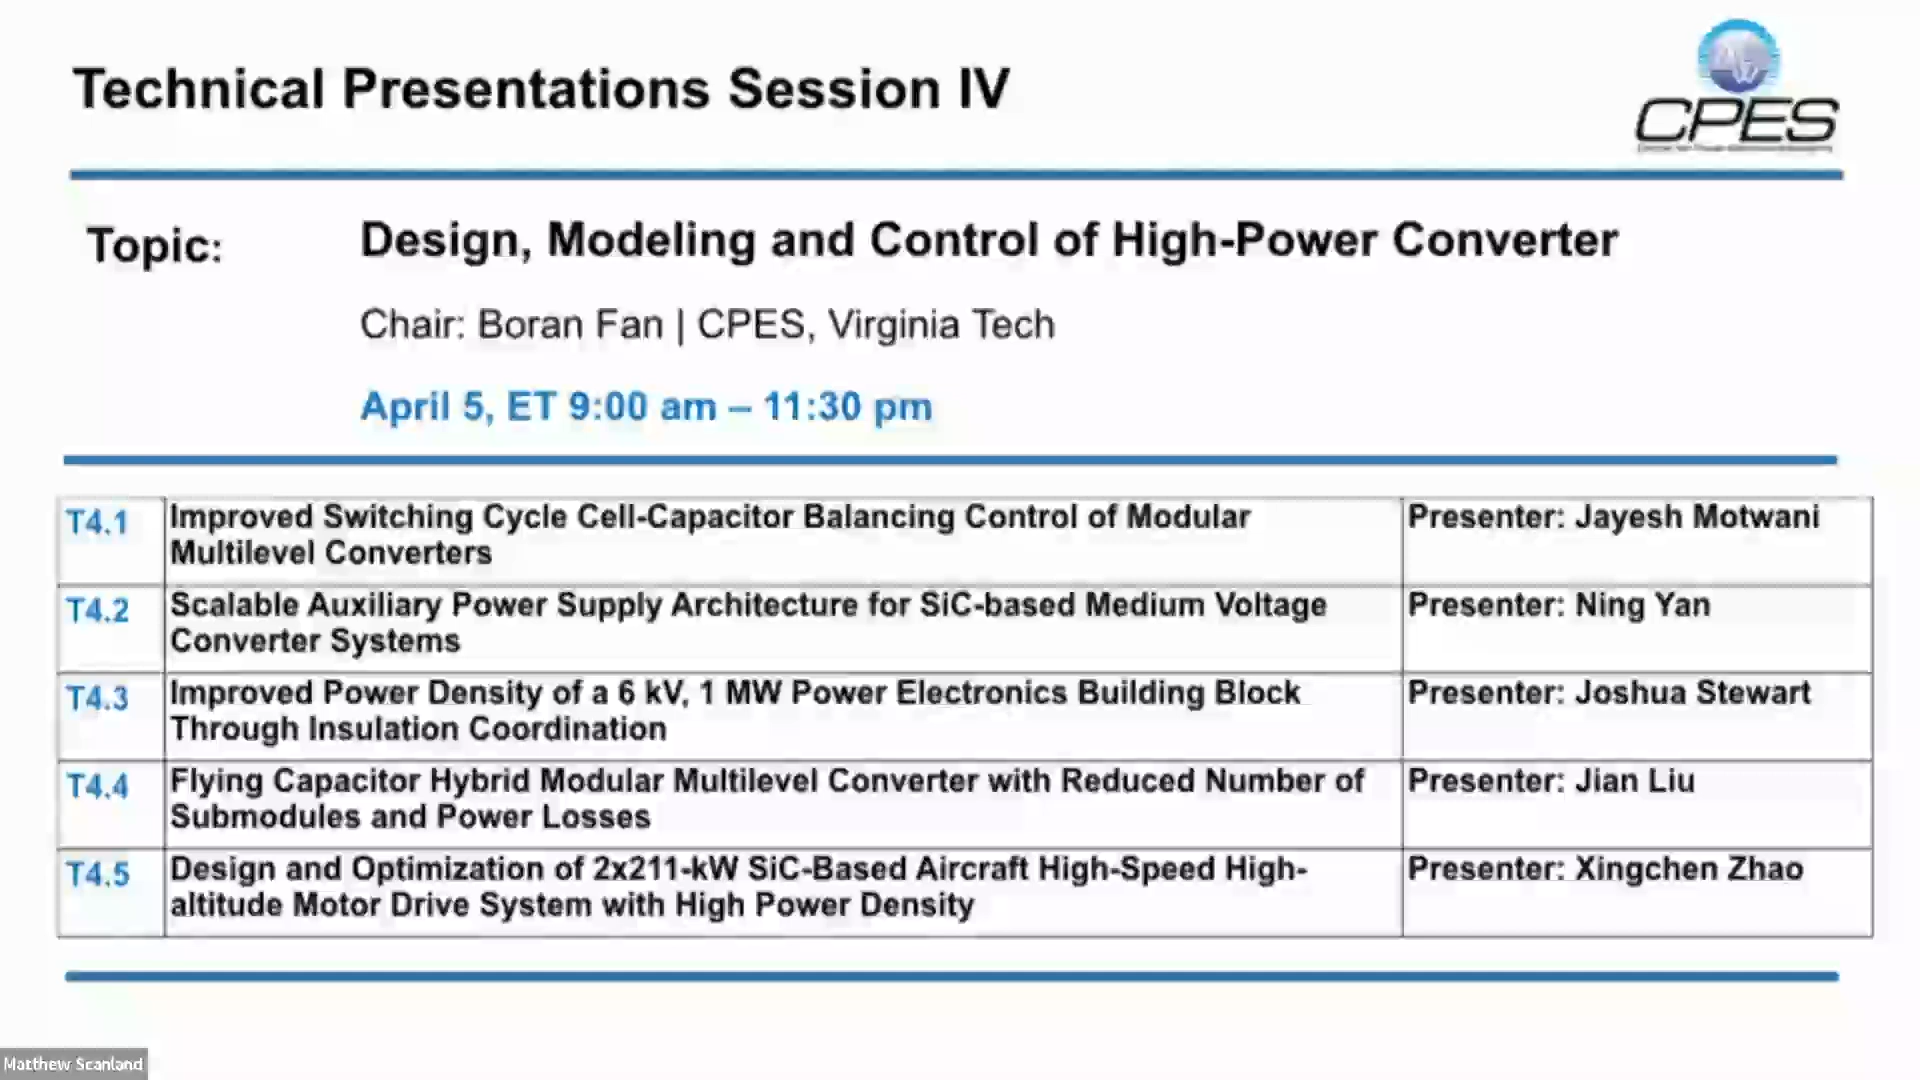 Technical Presentations Session IV
CPES
Topic:
Design, Modeling and Control of High-Power Converter
Chair: Boran Fan | CPES, Virginia Tech
April 5, ET 9:00 am – 11:30 pm
T4.1
Improved Switching Cycle Cell-Capacitor Balancing Control of Modular
Multilevel Converters
Presenter: Jayesh Motwani
T4.2
Scalable Auxiliary Power Supply Architecture for SiC-based Medium Voltage
Converter Systems
Presenter: Ning Yan
T4.3
Improved Power Density of a 6 kV, 1 MW Power Electronics Building Block
Through Insulation Coordination
Presenter: Joshua Stewart
T4.4
Flying Capacitor Hybrid Modular Multilevel Converter with Reduced Number of
Submodules and Power Losses
Presenter: Jian Liu
T4.5
Design and Optimization of 2x211-kW SiC-Based Aircraft High-Speed High-
altitude Motor Drive System with High Power Density
Presenter: Xingchen Zhao
Matthew Scanland